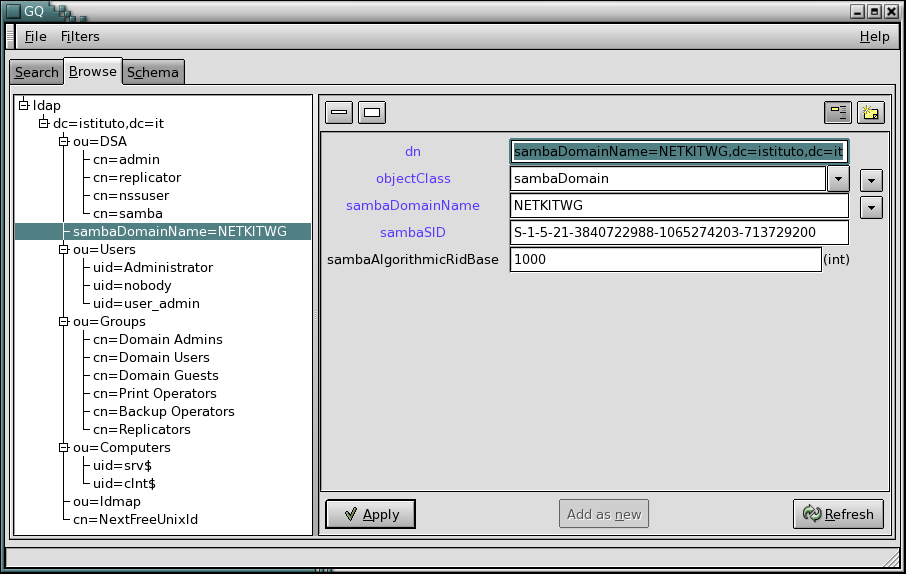 GQ
File Filters Help
Search Browse Schema
ldap
dc=istituto,dc=it
ou=DSA
cn=admin
cn=replicator
cn=nssuser
cn=samba
sambaDomainName=NETKITWG
ou=Users
uid=Administrator
uid=nobody
uid=user_admin
ou=Groups
cn=Domain Admins
cn=Domain Users
cn=Domain Guests
cn=Print Operators
cn=Backup Operators
cn=Replicators
ou=Computers
uid=srv$
uid=clnt$
ou=Idmap
cn=NextFreeUnixId
dn sambaDomainName=NETKITWG,dc=istituto,dc=it
objectClass sambaDomain
sambaDomainName NETKITWG
sambaSID S-1-5-21-3840722988-1065274203-713729200
sambaAlgorithmicRidBase 1000 (int)
Apply Add as new Refresh